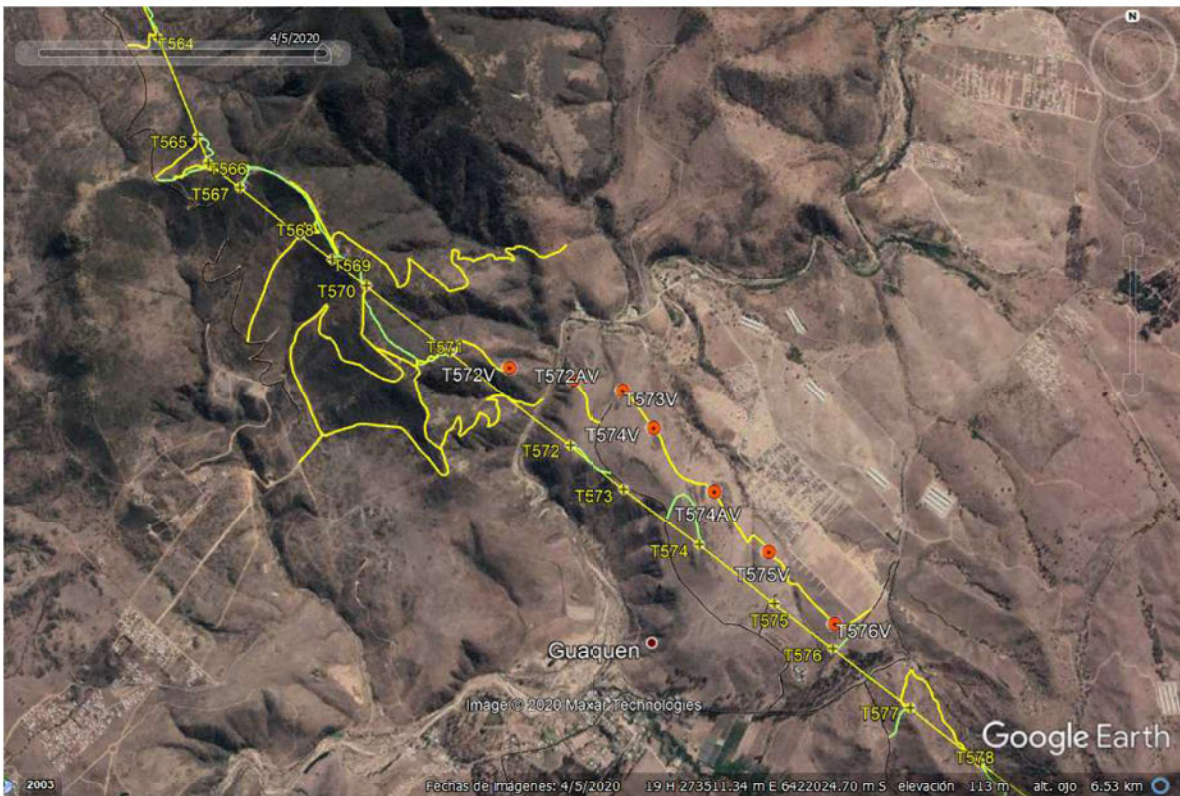 N
4/5/2020
T564
T565
T566
T567
T568
T569
T570
T571
T572V
T572AV
T573V
T574V
T572
T573
T574AV
T574
T575V
T575
T576V
T576
Guaquen
Image © 2020 Maxar Technologies
T577
Google Earth
T578
2003
Fechas de imágenes: 4/5/2020 19 H 273511.34 m E 6422024.70 m S elevación 113 m alt. ojo 6.53 km